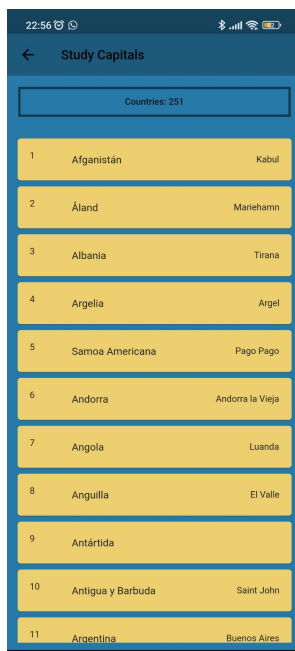 22:56
Study Capitals
Countries: 251
1 Afganistán Kabul
2 Åland Mariehamn
3 Albania Tirana
4 Argelia Argel
5 Samoa Americana Pago Pago
6 Andorra Andorra la Vieja
7 Angola Luanda
8 Anguilla El Valle
9 Antártida
10 Antigua y Barbuda Saint John
11 Argentina Buenos Aires